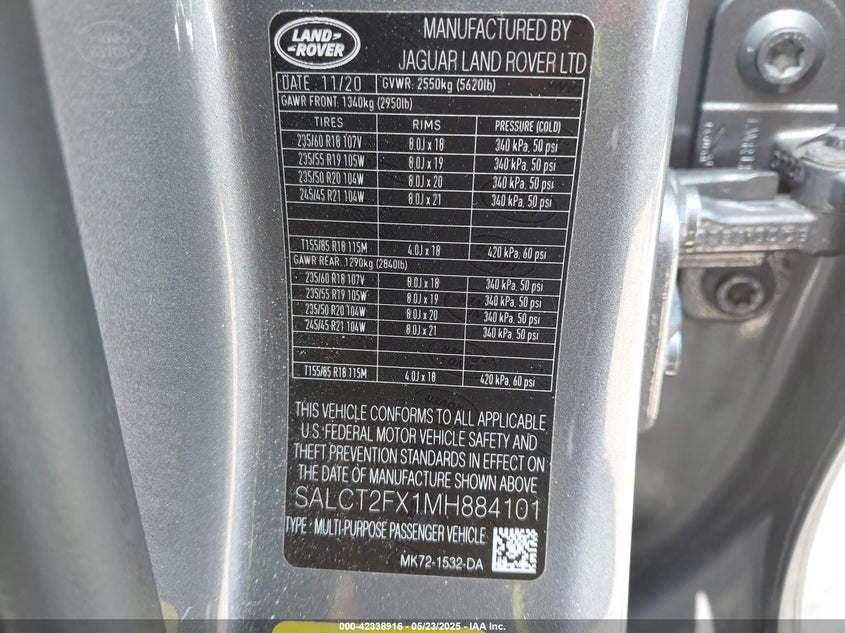 LAND-
-ROVER
MANUFACTURED BY
JAGUAR LAND ROVER LTD
DATE: 11/20 GVWR: 2550kg (5620lb)
GAWR FRONT: 1340kg (2950lb)
TIRES RIMS PRESSURE (COLD)
235/60 R18 107V 8.0J x 18 340 kPa, 50 psi
235/55 R19 105W 8.0J x 19 340 kPa, 50 psi
235/50 R20 104W 8.0J x 20 340 kPa, 50 psi
245/45 R21 104W 8.0J x 21 340 kPa, 50 psi
T155/85 R18 115M 4.0J x 18 420 kPa, 60 psi
GAWR REAR: 1290kg (2840lb)
235/60 R18 107V 8.0J x 18 340 kPa, 50 psi
235/55 R19 105W 8.0J x 19 340 kPa, 50 psi
235/50 R20 104W 8.0J x 20 340 kPa, 50 psi
245/45 R21 104W 8.0J x 21 340 kPa, 50 psi
T155/85 R18 115M 4.0J x 18 420 kPa, 60 psi
THIS VEHICLE CONFORMS TO ALL APPLICABLE
U.S. FEDERAL MOTOR VEHICLE SAFETY AND
THEFT PREVENTION STANDARDS IN EFFECT ON
THE DATE OF MANUFACTURE SHOWN ABOVE
SALCT2FX1MH884101
TYPE : MULTI-PURPOSE PASSENGER VEHICLE
MK72-1532-DA
000-42338916 - 05/23/2025 - IAA Inc.